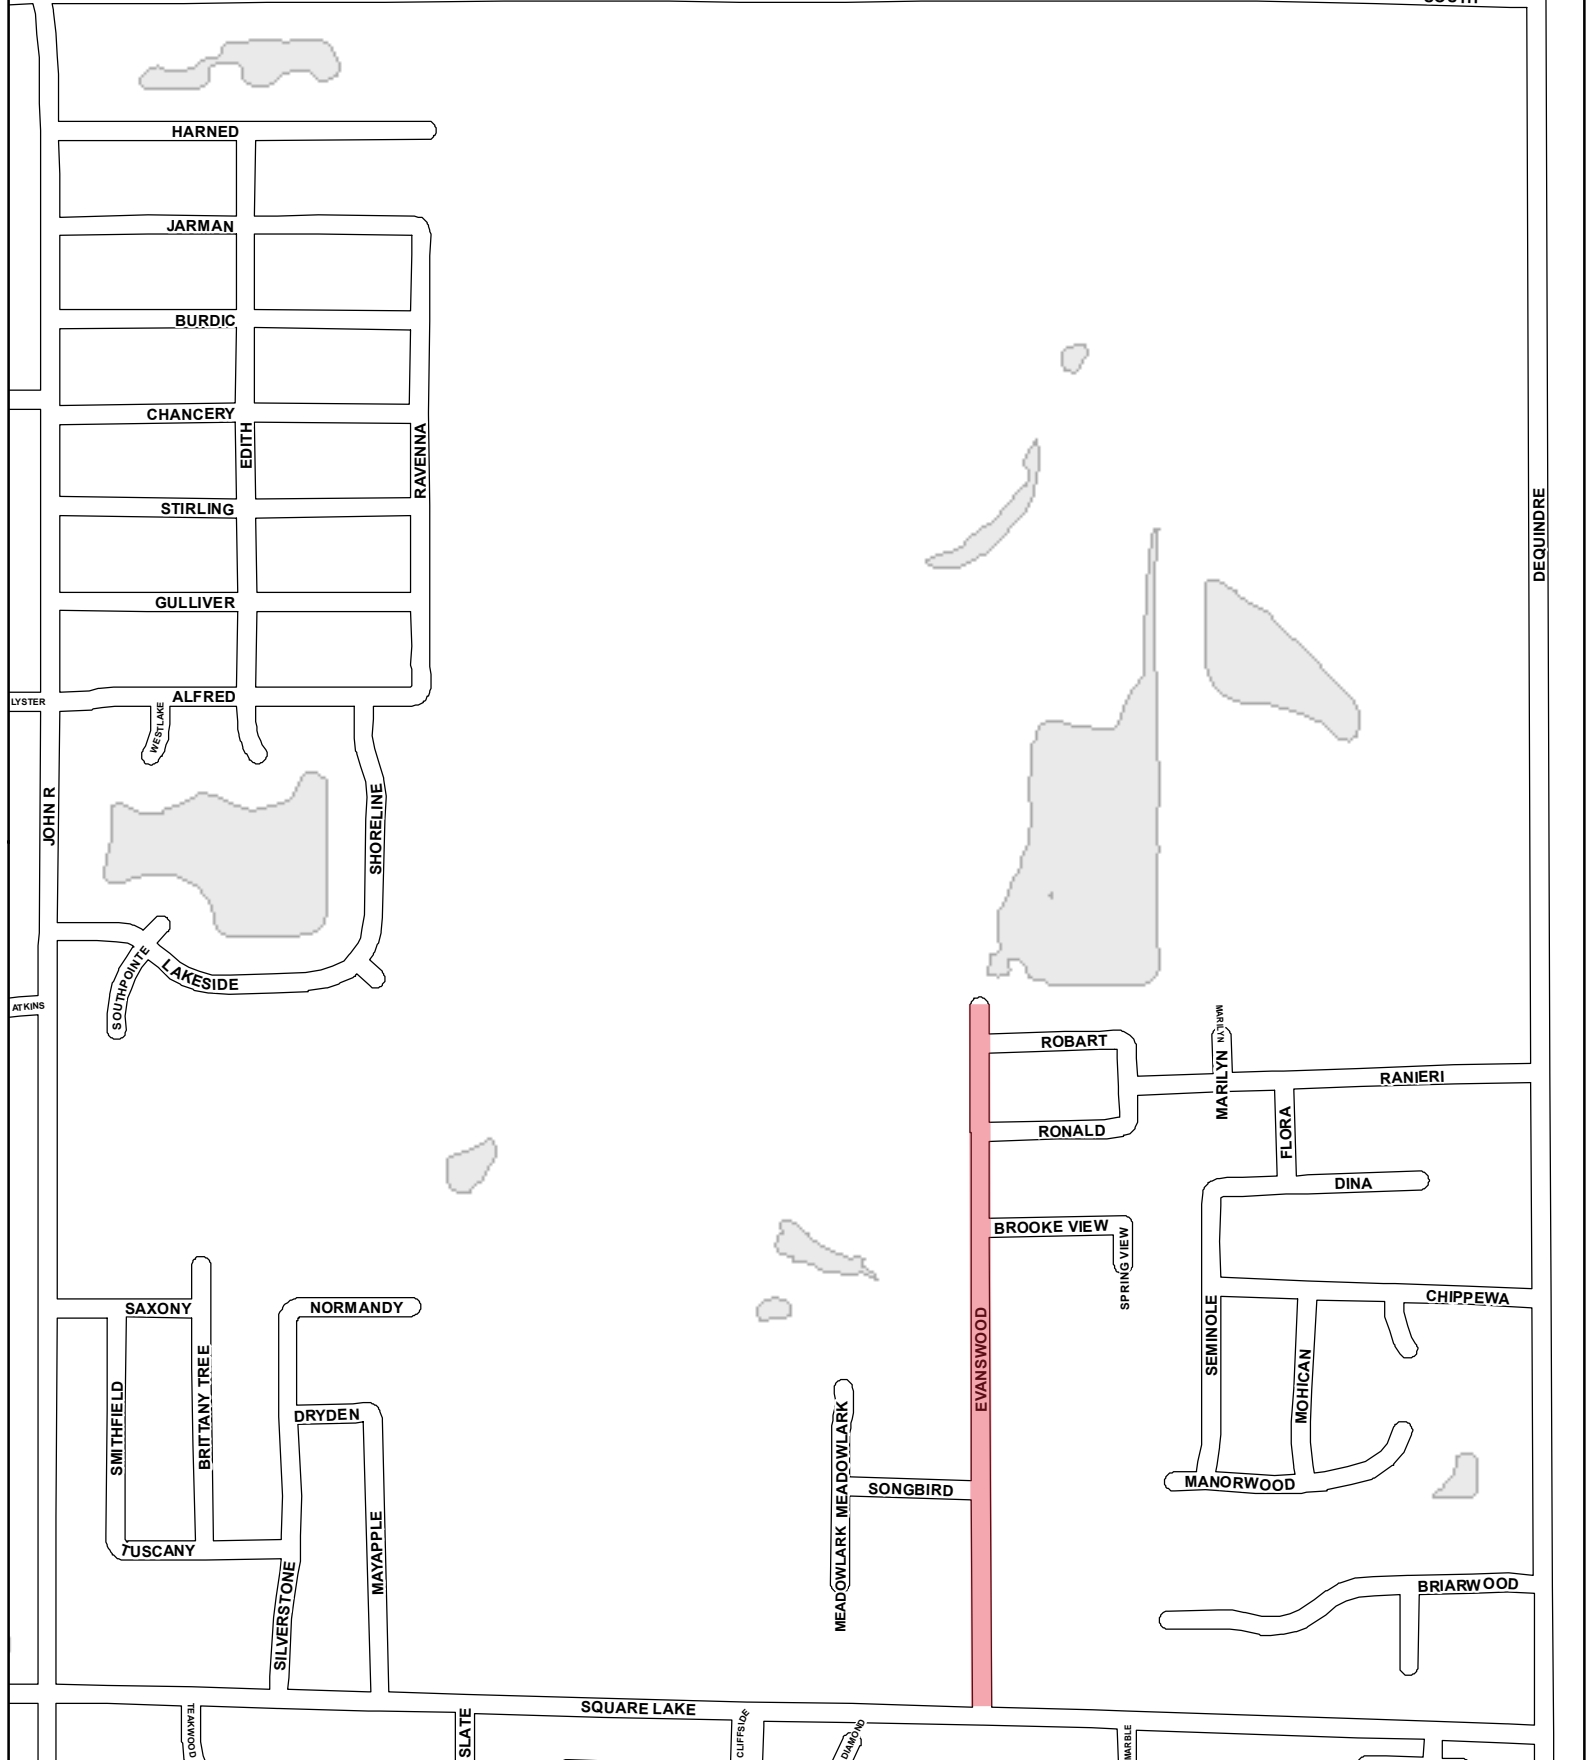 SOUTH
HARNED
JARMAN
BURDIC
CHANCERY
EDITH
RAVENNA
STIRLING
DEQUINDRE
GULLIVER
ALFRED
LYSTER
WESTLAKE
JOHN R
SHORELINE
SOUTHPOINTE
LAKESIDE
ATKINS
MARILYN
ROBART
MARILYN
RANIERI
FLORA
RONALD
DINA
BROOKE VIEW
SPRING VIEW
SAXONY
NORMANDY
CHIPPEWA
EVANSWOOD
SEMINOLE
BRITTANY TREE
SMITHFIELD
DRYDEN
MOHICAN
MEADOWLARK
SONGBIRD
MANORWOOD
MEADOWLARK
TUSCANY
MAYAPPLE
SILVERSTONE
BRIARWOOD
SQUARE LAKE
TEAKWOOD
SLATE
CLIFFSIDE
DIAMOND
MARBLE